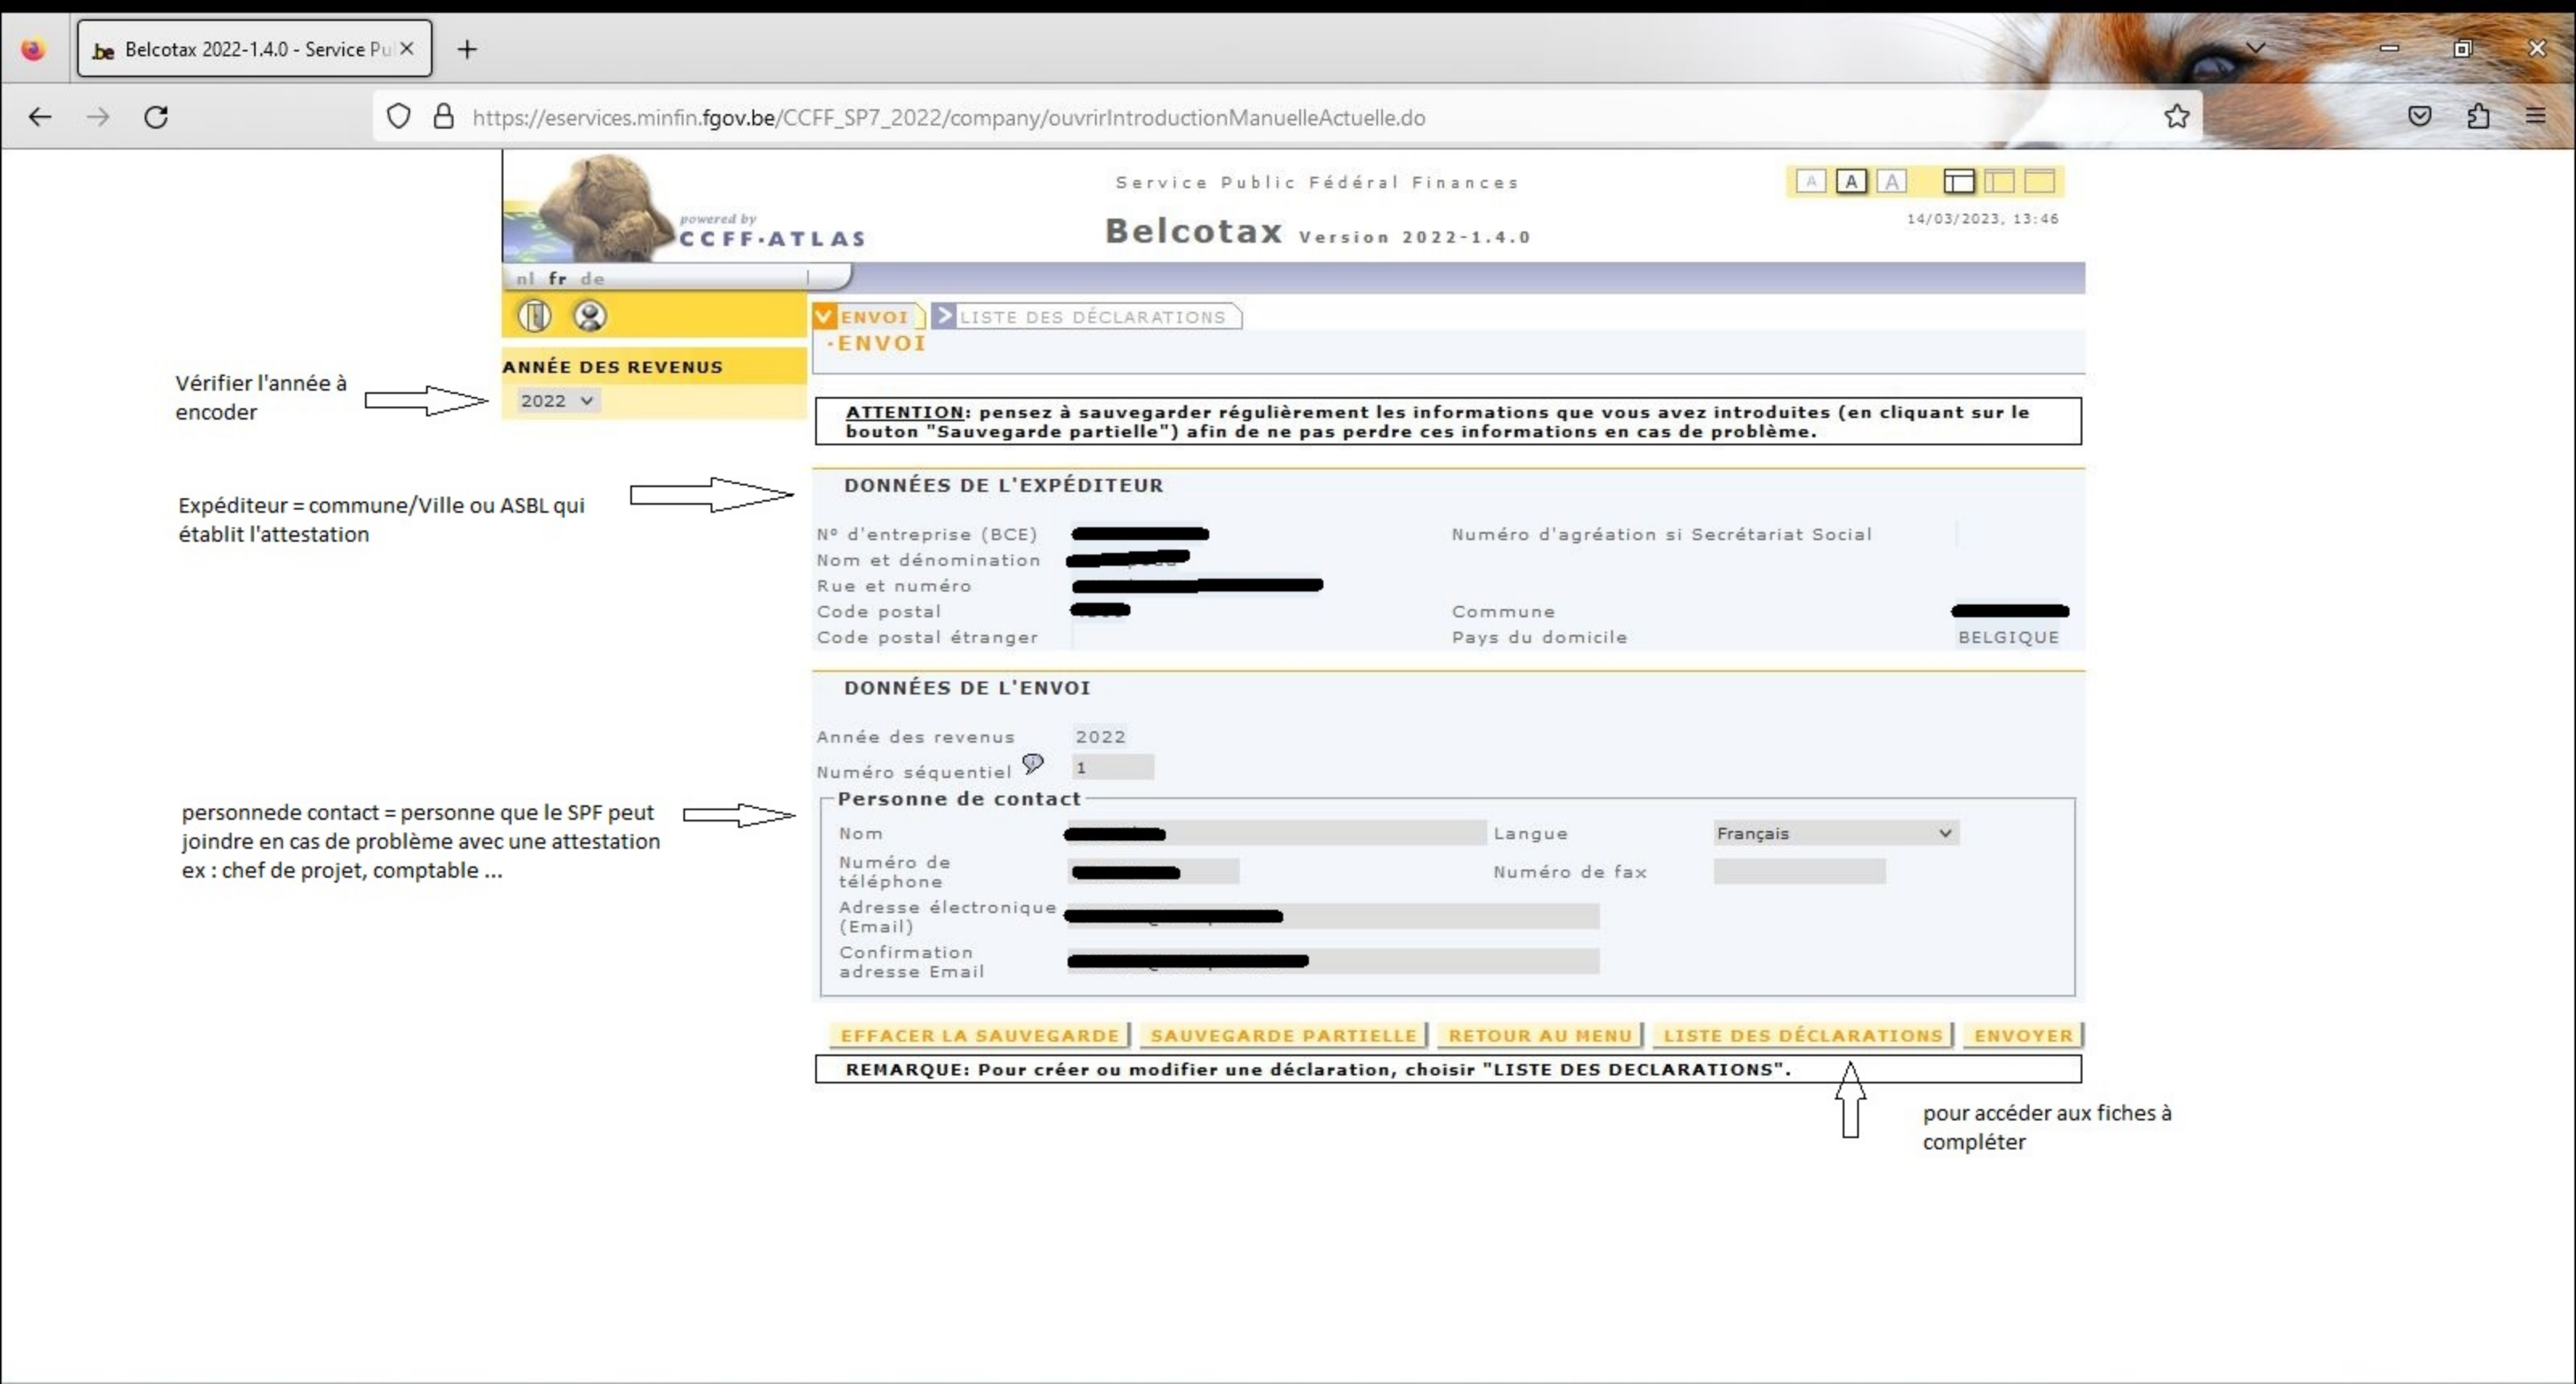 .be Belcotax 2022-1.4.0 - Service Pu
https://eservices.minfin.fgov.be/CCFF_SP7_2022/company/ouvrirIntroductionManuelleActuelle.do
powered by
CCFF-ATLAS
Service Public Fédéral Finances
Belcotax Version 2022-1.4.0
A A A
14/03/2023, 13:46
nl fr de
ENVOI LISTE DES DÉCLARATIONS
·ENVOI
ANNÉE DES REVENUS
2022
Vérifier l'année à
encoder
ATTENTION: pensez à sauvegarder régulièrement les informations que vous avez introduites (en cliquant sur le
bouton "Sauvegarde partielle") afin de ne pas perdre ces informations en cas de problème.
Expéditeur = commune/Ville ou ASBL qui
établit l'attestation
DONNÉES DE L'EXPÉDITEUR
N° d'entreprise (BCE) Numéro d'agréation si Secrétariat Social
Nom et dénomination
Rue et numéro
Code postal Commune
Code postal étranger Pays du domicile BELGIQUE
DONNÉES DE L'ENVOI
Année des revenus 2022
Numéro séquentiel 1
personnede contact = personne que le SPF peut
joindre en cas de problème avec une attestation
ex : chef de projet, comptable ...
Personne de contact
Nom Langue Français
Numéro de
téléphone Numéro de fax
Adresse électronique
(Email)
Confirmation
adresse Email
EFFACER LA SAUVEGARDE SAUVEGARDE PARTIELLE RETOUR AU MENU LISTE DES DÉCLARATIONS ENVOYER
REMARQUE: Pour créer ou modifier une déclaration, choisir "LISTE DES DECLARATIONS".
pour accéder aux fiches à
compléter